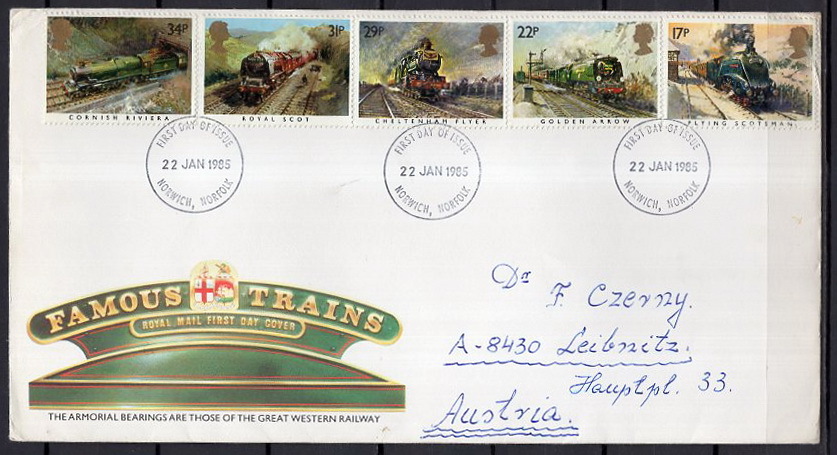 34P
31P
29P
22P
17P
CORNISH RIVIERA
ROYAL SCOT
CHELTENHAM FLYER
GOLDEN ARROW
FLYING SCOTSMAN
FIRST DAY OF ISSUE
22 JAN 1985
NORWICH, NORFOLK
FIRST DAY OF ISSUE
22 JAN 1985
NORWICH, NORFOLK
FIRST DAY OF ISSUE
22 JAN 1985
NORWICH, NORFOLK
FAMOUS TRAINS
ROYAL MAIL FIRST DAY COVER
THE ARMORIAL BEARINGS ARE THOSE OF THE GREAT WESTERN RAILWAY
Dr F. Czerny.
A-8430 Leibnitz.
Hauptpl. 33.
Austria.